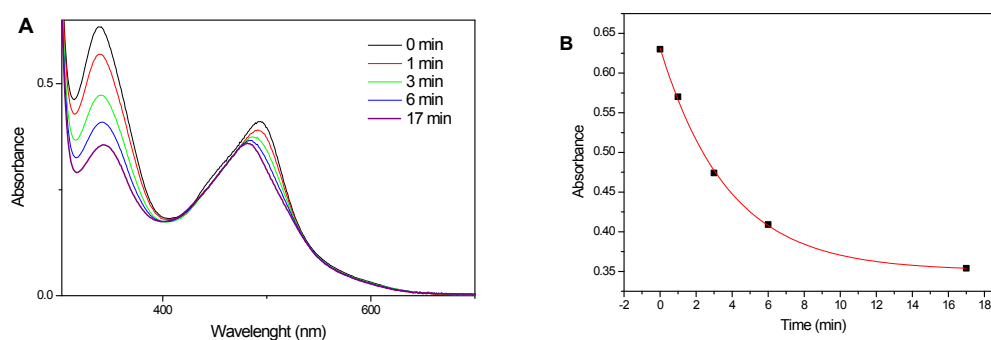 A
0 min
1 min
3 min
6 min
17 min
0.5
0.0
400
600
Absorbance
Wavelenght (nm)
B
0.65
0.60
0.55
0.50
0.45
0.40
0.35
-2 0 2 4 6 8 10 12 14 16 18
Absorbance
Time (min)